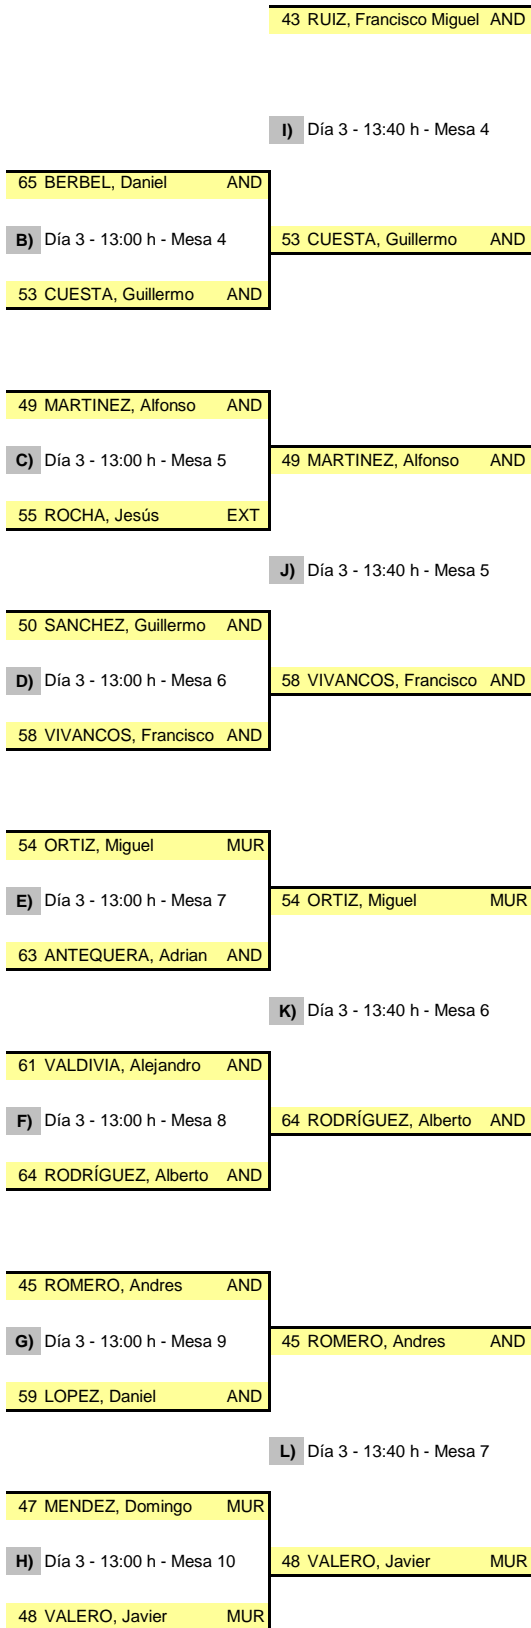 43 RUIZ, Francisco Miguel AND
I) Día 3 - 13:40 h - Mesa 4
65 BERBEL, Daniel AND
B) Día 3 - 13:00 h - Mesa 4 53 CUESTA, Guillermo AND
53 CUESTA, Guillermo AND
49 MARTINEZ, Alfonso AND
C) Día 3 - 13:00 h - Mesa 5 49 MARTINEZ, Alfonso AND
55 ROCHA, Jesús EXT
J) Día 3 - 13:40 h - Mesa 5
50 SANCHEZ, Guillermo AND
D) Día 3 - 13:00 h - Mesa 6 58 VIVANCOS, Francisco AND
58 VIVANCOS, Francisco AND
54 ORTIZ, Miguel MUR
E) Día 3 - 13:00 h - Mesa 7 54 ORTIZ, Miguel MUR
63 ANTEQUERA, Adrian AND
K) Día 3 - 13:40 h - Mesa 6
61 VALDIVIA, Alejandro AND
F) Día 3 - 13:00 h - Mesa 8 64 RODRÍGUEZ, Alberto AND
64 RODRÍGUEZ, Alberto AND
45 ROMERO, Andres AND
G) Día 3 - 13:00 h - Mesa 9 45 ROMERO, Andres AND
59 LOPEZ, Daniel AND
L) Día 3 - 13:40 h - Mesa 7
47 MENDEZ, Domingo MUR
H) Día 3 - 13:00 h - Mesa 10 48 VALERO, Javier MUR
48 VALERO, Javier MUR